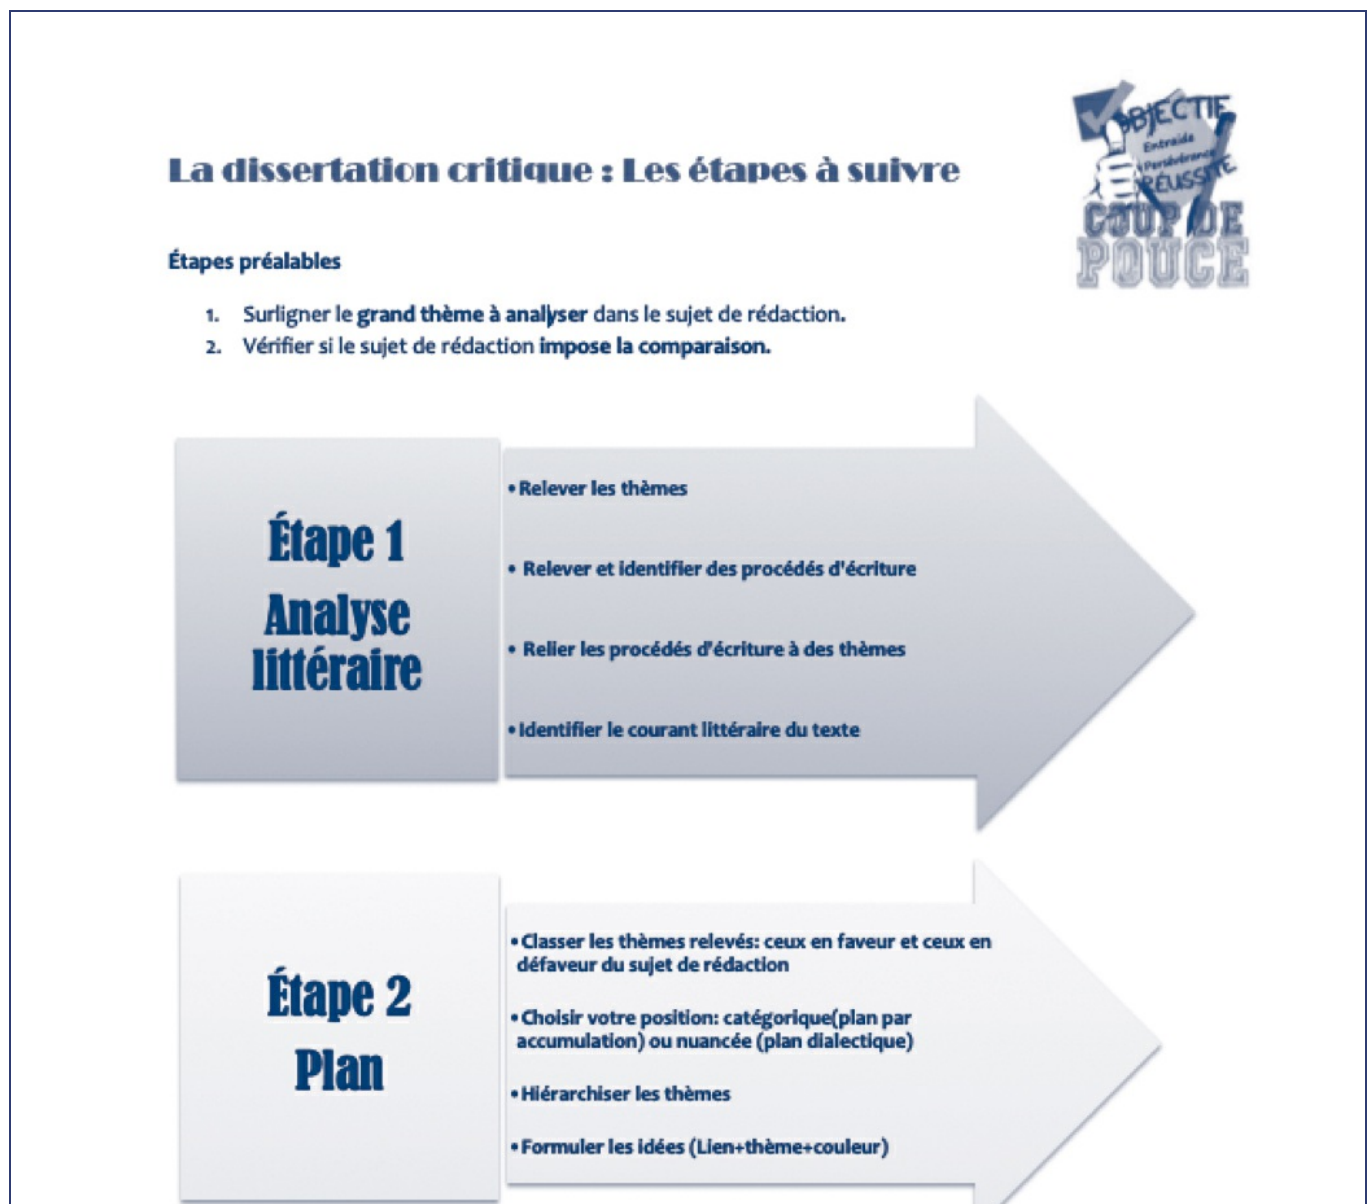 OBJECTIF
Entraide
Persévérance
RÉUSSITE
COUP DE
POUCE
La dissertation critique : Les étapes à suivre
Étapes préalables
1. Surligner le grand thème à analyser dans le sujet de rédaction.
2. Vérifier si le sujet de rédaction impose la comparaison.
Étape 1
Analyse
littéraire
• Relever les thèmes
• Relever et identifier des procédés d'écriture
• Relier les procédés d'écriture à des thèmes
• Identifier le courant littéraire du texte
Étape 2
Plan
• Classer les thèmes relevés: ceux en faveur et ceux en
défaveur du sujet de rédaction
• Choisir votre position: catégorique(plan par
accumulation) ou nuancée (plan dialectique)
• Hiérarchiser les thèmes
• Formuler les idées (Lien+thème+couleur)